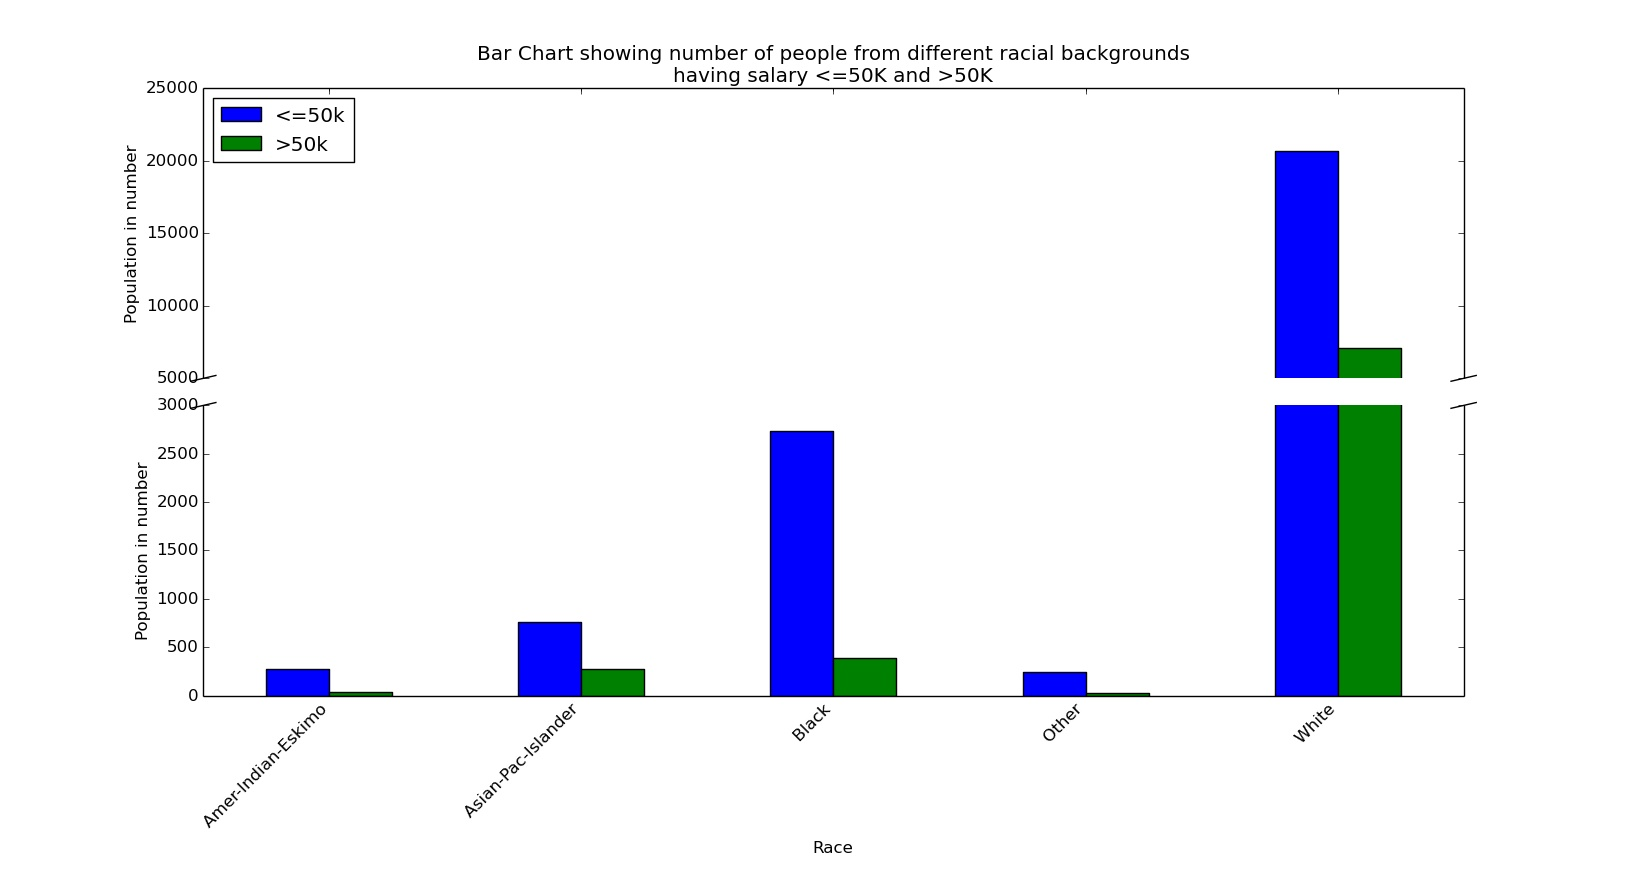 Bar Chart showing number of people from different racial backgrounds
having salary <=50K and >50K
25000
20000
15000
10000
5000
Population in number
<=50k
>50k
3000
2500
2000
1500
1000
500
0
Population in number
Amer-Indian-Eskimo
Asian-Pac-Islander
Black
Other
White
Race